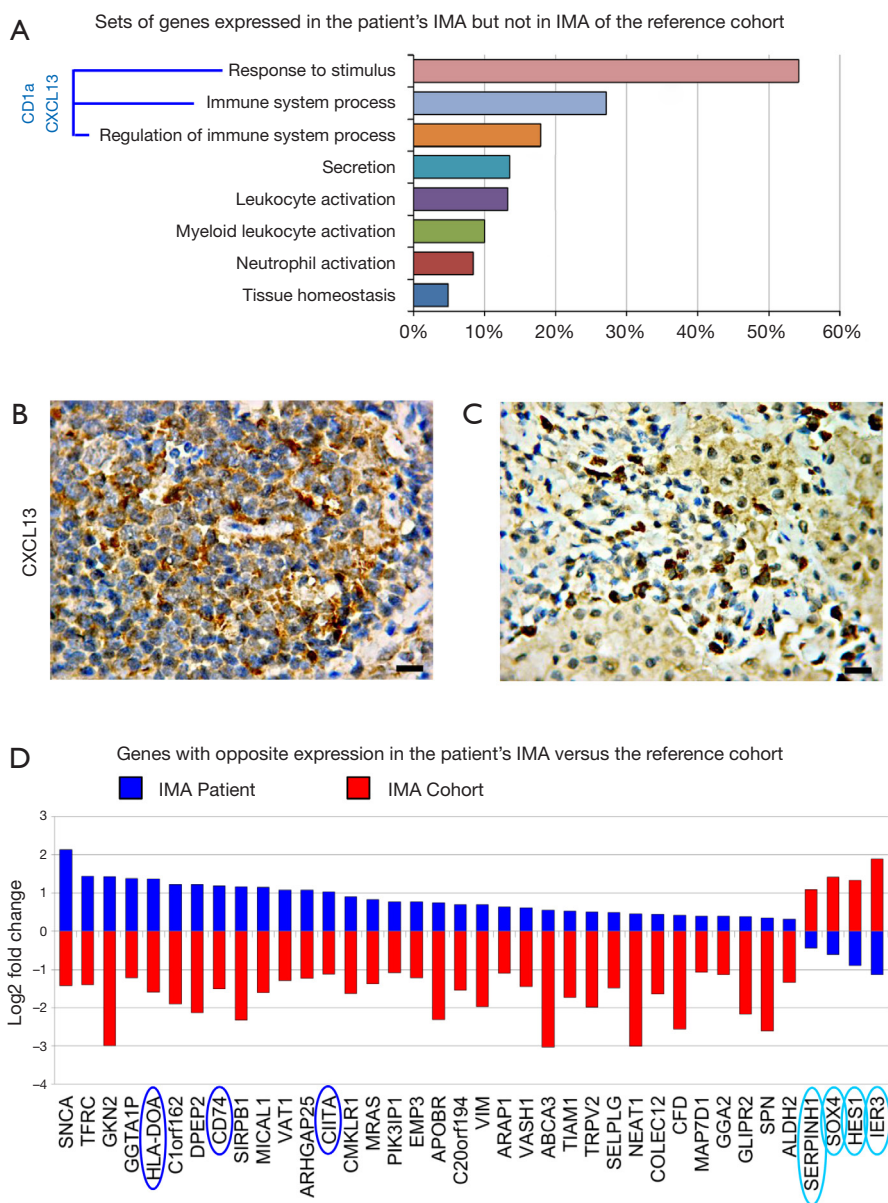 A
Sets of genes expressed in the patient's IMA but not in IMA of the reference cohort
CD1a
CXCL13
Response to stimulus
Immune system process
Regulation of immune system process
Secretion
Leukocyte activation
Myeloid leukocyte activation
Neutrophil activation
Tissue homeostasis
0% 10% 20% 30% 40% 50% 60%
B
C
CXCL13
D
Genes with opposite expression in the patient's IMA versus the reference cohort
IMA Patient
IMA Cohort
Log2 fold change
3
2
1
0
−1
−2
−3
−4
SNCA
TFRC
GKN2
GGTA1P
HLA-DOA
C1orf162
DPEP2
CD74
SIRPB1
MICAL1
VAT1
ARHGAP25
CIITA
CMKLR1
MRAS
PIK3IP1
EMP3
APOBR
C20orf194
VIM
ARAP1
VASH1
ABCA3
TIAM1
TRPV2
SELPLG
NEAT1
COLEC12
CFD
MAP7D1
GGA2
GLIPR2
SPN
ALDH2
SERPINH1
SOX4
HES1
IER3